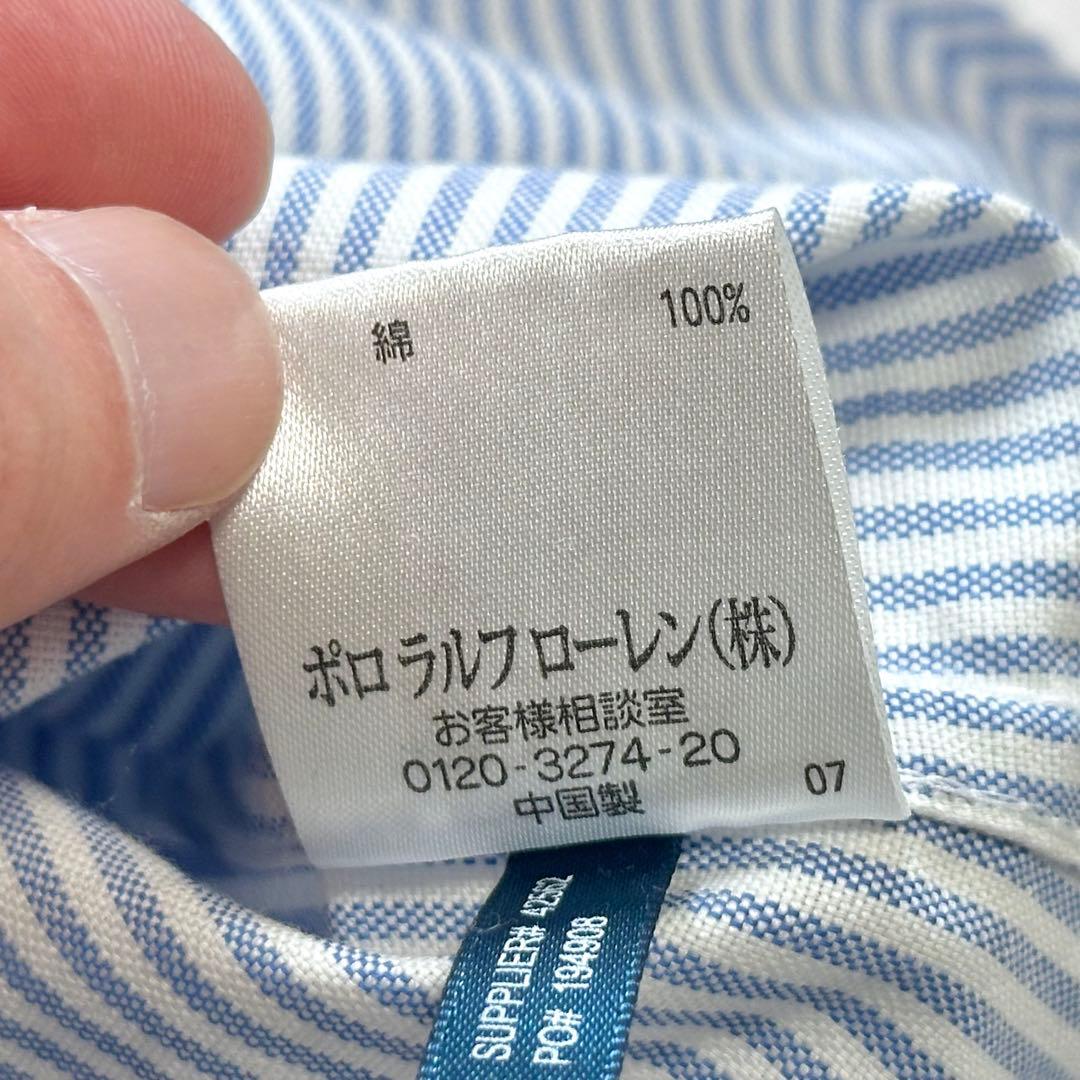 綿 100%
ポロ ラルフ ローレン(株)
お客様相談室
0120-3274-20
中国製 07
SUPPLIER# 42562
PO# 194908